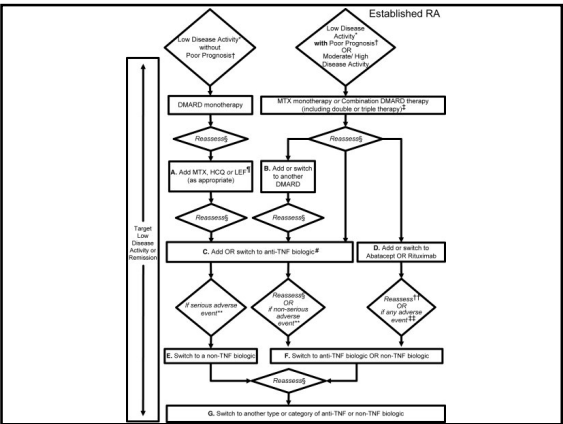 Established RA
Low Disease Activity*
without
Poor Prognosis†
Low Disease
Activity*
with Poor Prognosis†
OR
Moderate/ High
Disease Activity
DMARD monotherapy
MTX monotherapy or Combination DMARD therapy
(including double or triple therapy)‡
Reassess§
Reassess§
A. Add MTX, HCQ or LEF¶
(as appropriate)
B. Add or switch
to another
DMARD
Reassess§
Reassess§
Target
Low
Disease
Activity or
Remission
C. Add OR switch to anti-TNF biologic#
D. Add or switch to
Abatacept OR Rituximab
If serious adverse
event**
Reassess§
OR
if non-serious
adverse
event**
Reassess††
OR
if any adverse
event‡‡
E. Switch to a non-TNF biologic
F. Switch to anti-TNF biologic OR non-TNF biologic
Reassess§
G. Switch to another type or category of anti-TNF or non-TNF biologic